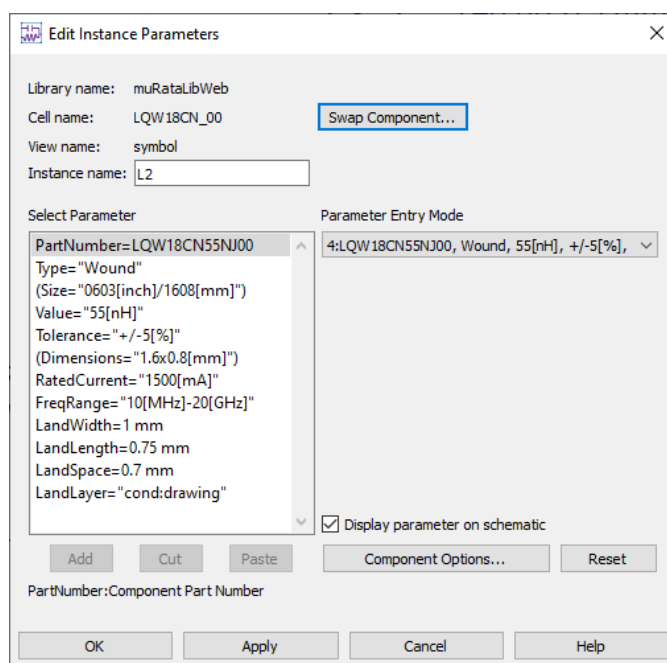 Edit Instance Parameters
Library name: muRataLibWeb
Cell name: LQW18CN_00 Swap Component...
View name: symbol
Instance name: L2
Select Parameter Parameter Entry Mode
PartNumber=LQW18CN55NJ00 4:LQW18CN55NJ00, Wound, 55[nH], +/-5[%],
Type="Wound"
(Size="0603[inch]/1608[mm]")
Value="55[nH]"
Tolerance="+/-5[%]"
(Dimensions="1.6x0.8[mm]")
RatedCurrent="1500[mA]"
FreqRange="10[MHz]-20[GHz]"
LandWidth=1 mm
LandLength=0.75 mm
LandSpace=0.7 mm
LandLayer="cond:drawing"
Display parameter on schematic
Add Cut Paste Component Options... Reset
PartNumber:Component Part Number
OK Apply Cancel Help